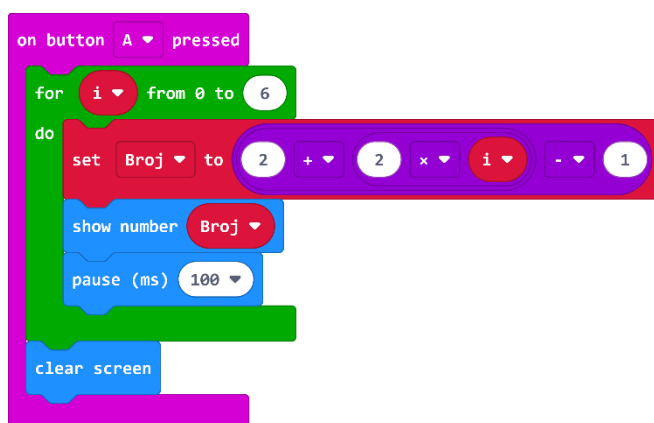 on button A pressed
for i from 0 to 6
do
set Broj to 2 + 2 × i - 1
show number Broj
pause (ms) 100
clear screen